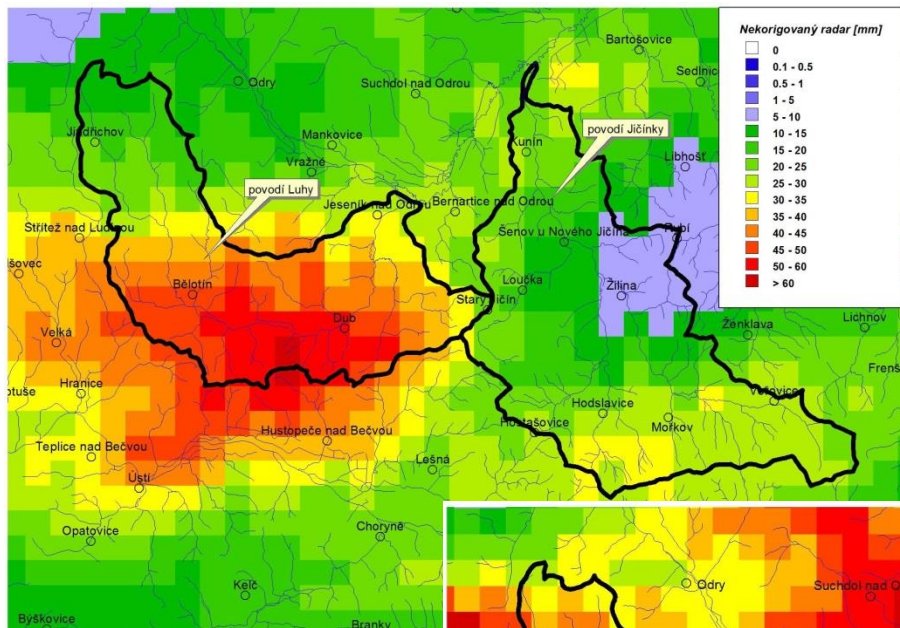 Nekorigovaný radar [mm]
0
0.1 - 0.5
0.5 - 1
1 - 5
5 - 10
10 - 15
15 - 20
20 - 25
25 - 30
30 - 35
35 - 40
40 - 45
45 - 50
50 - 60
> 60
Bartošovice
Sedlnice
Odry
Suchdol nad Odrou
Jindřichov
Mankovice
Kunín
povodí Jičínky
Vražné
Libhošť
povodí Luhy
Jeseník nad Odrou
Bernartice nad Odrou
Střítež nad Ludinou
Šenov u Nového Jičína
Rybí
Bělotín
Loučka
Žilina
Starý Jičín
Velká
Dub
Ženklava
Lichnov
Hranice
Hodslavice
Hostašovice
Mořkov
Hustopeče nad Bečvou
Teplice nad Bečvou
Lešná
Ústí
Opatovice
Choryně
Kelč
Býškovice
Branky
Odry